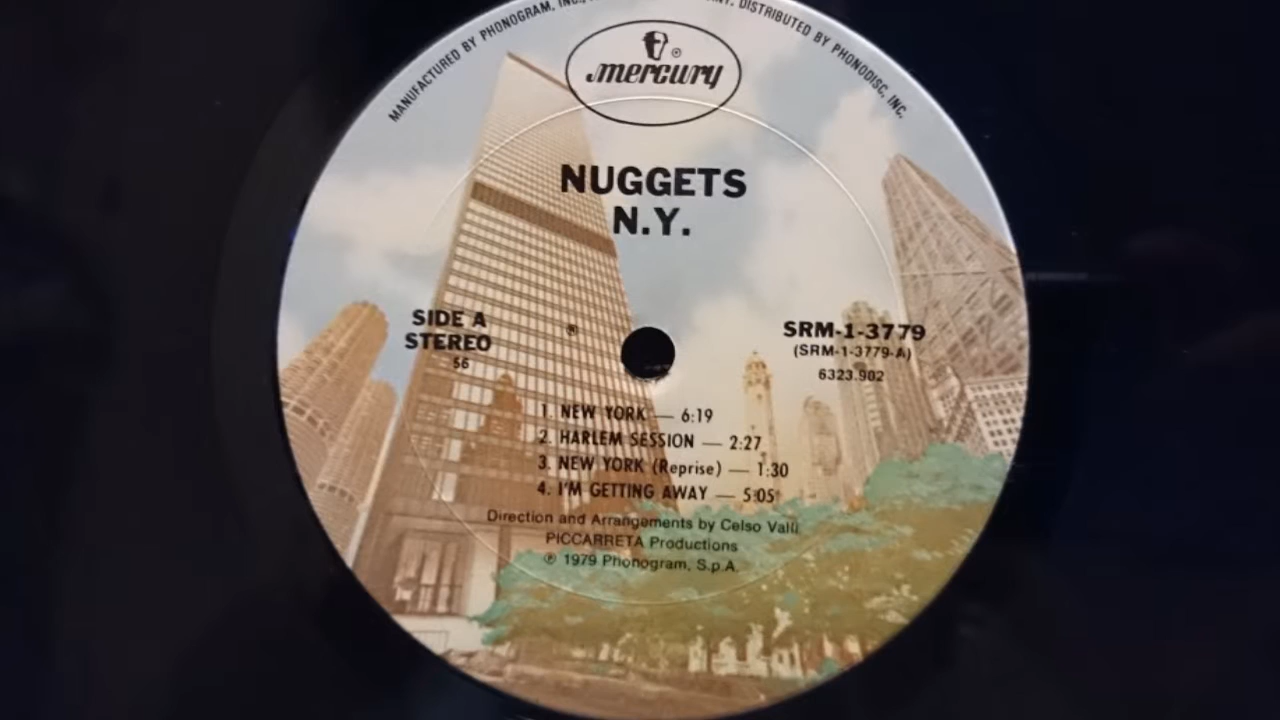 MANUFACTURED BY PHONOGRAM, INC.,
DISTRIBUTED BY PHONODISC, INC.
mercury ®
NUGGETS
N.Y.
SIDE A
STEREO
56
®
SRM-1-3779
(SRM-1-3779-A)
6323.902
1. NEW YORK — 6:19
2. HARLEM SESSION — 2:27
3. NEW YORK (Reprise) — 1:30
4. I'M GETTING AWAY — 5:05
Direction and Arrangements by Celso Valli
PICCARRETA Productions
℗ 1979 Phonogram, S.p.A.